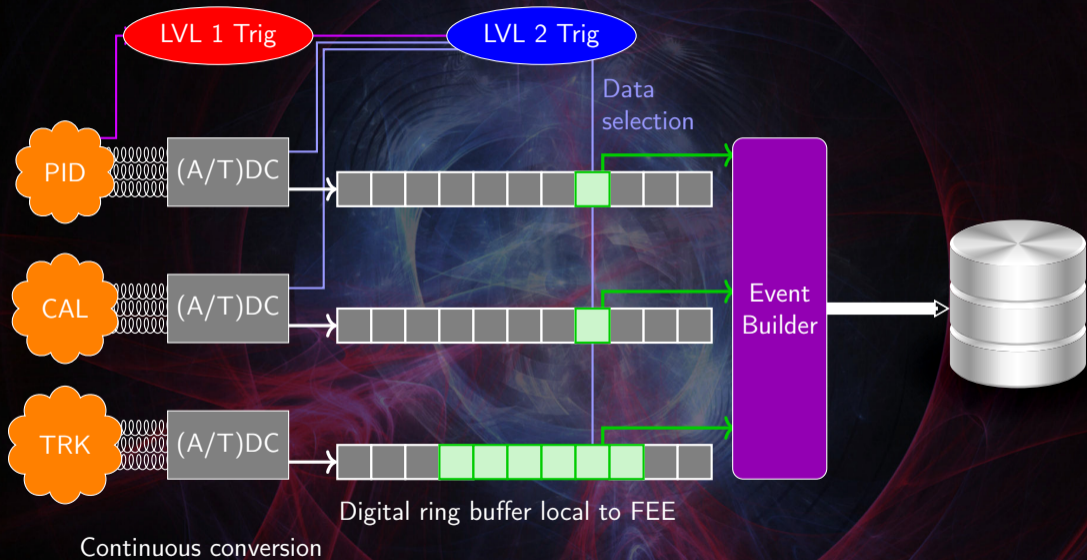 LVL 1 Trig
LVL 2 Trig
Data
selection
PID
(A/T)DC
CAL
(A/T)DC
Event
Builder
TRK
(A/T)DC
Digital ring buffer local to FEE
Continuous conversion